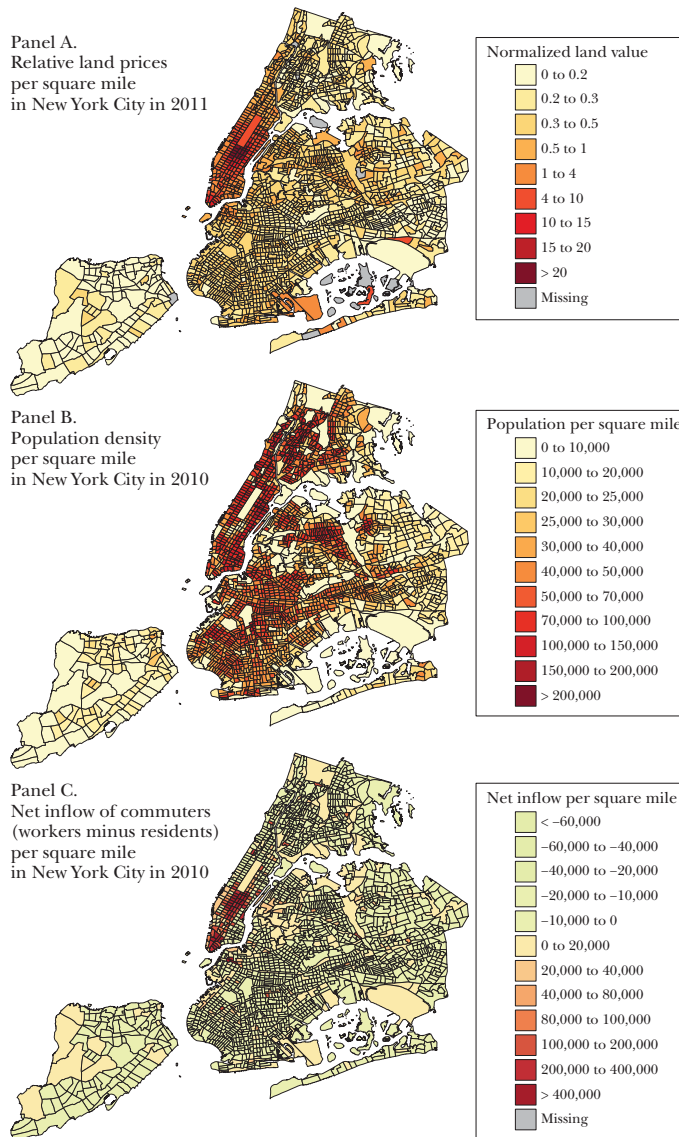 Panel A.
Relative land prices
per square mile
in New York City in 2011
Normalized land value
0 to 0.2
0.2 to 0.3
0.3 to 0.5
0.5 to 1
1 to 4
4 to 10
10 to 15
15 to 20
> 20
Missing
Panel B.
Population density
per square mile
in New York City in 2010
Population per square mile
0 to 10,000
10,000 to 20,000
20,000 to 25,000
25,000 to 30,000
30,000 to 40,000
40,000 to 50,000
50,000 to 70,000
70,000 to 100,000
100,000 to 150,000
150,000 to 200,000
> 200,000
Panel C.
Net inflow of commuters
(workers minus residents)
per square mile
in New York City in 2010
Net inflow per square mile
< –60,000
–60,000 to –40,000
–40,000 to –20,000
–20,000 to –10,000
–10,000 to 0
0 to 20,000
20,000 to 40,000
40,000 to 80,000
80,000 to 100,000
100,000 to 200,000
200,000 to 400,000
> 400,000
Missing